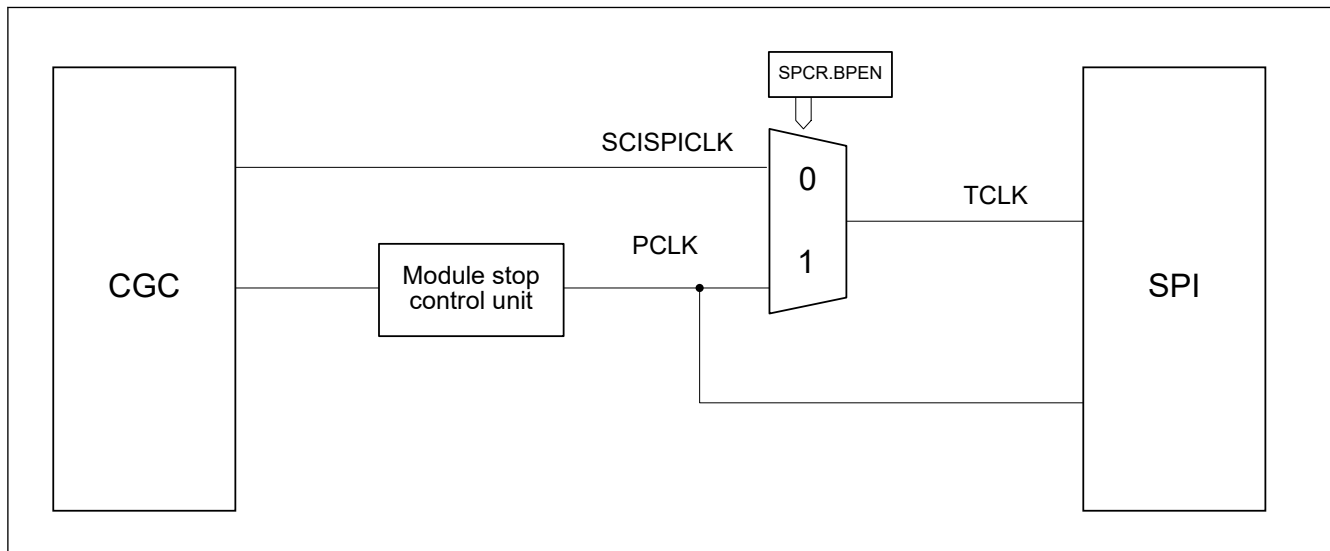 SPCR.BPEN
SCISPICLK
0
TCLK
PCLK
1
Module stop
control unit
CGC
SPI